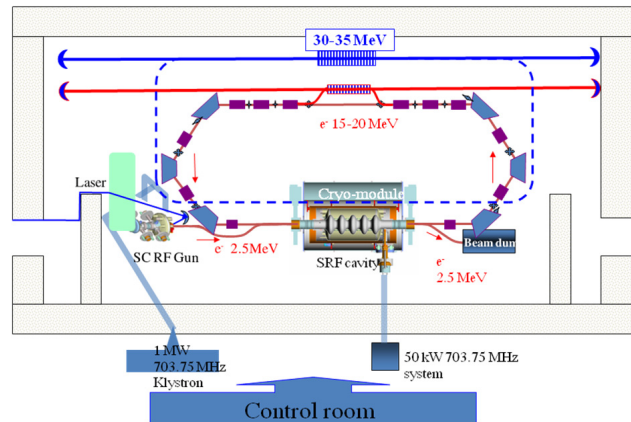 30-35 MeV
e⁻ 15-20 MeV
Laser
Cryo-module
SC RF Gun
e⁻ 2.5MeV
SRF cavity
Beam dun
e⁻
2.5 MeV
1 MW
703.75 MHz
Klystron
50 kW 703.75 MHz
system
Control room